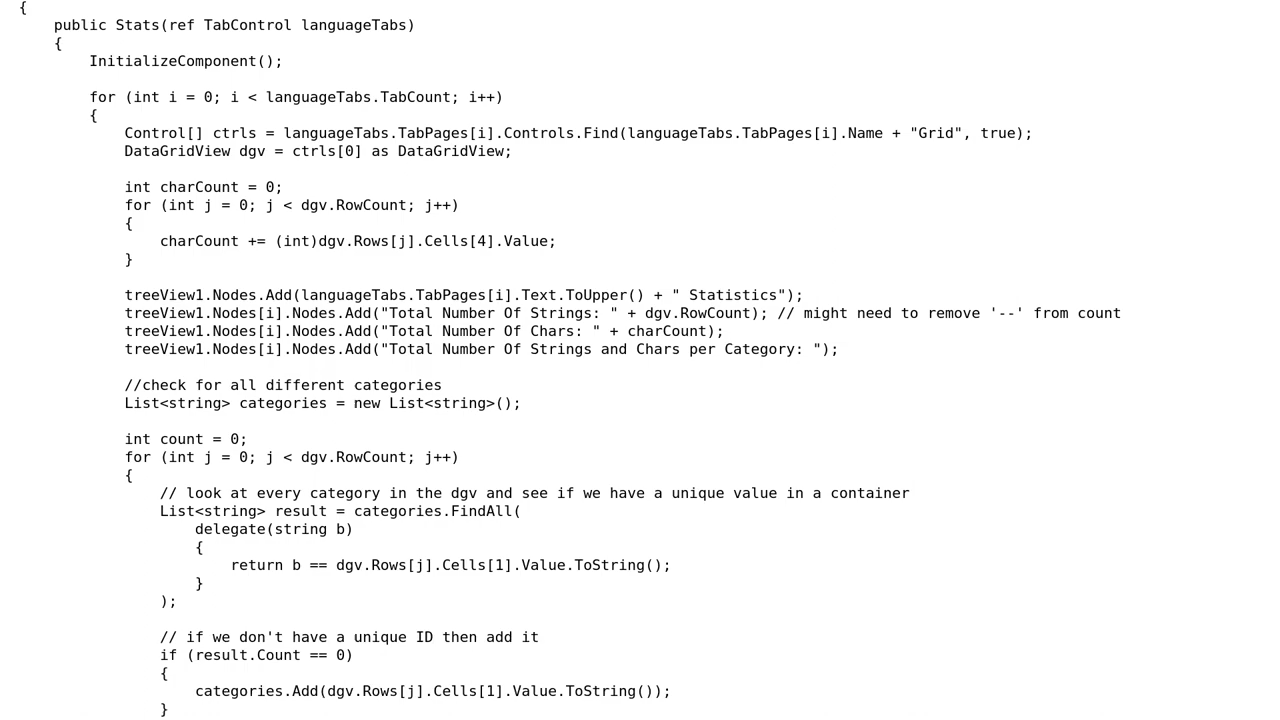 {
    public Stats(ref TabControl languageTabs)
    {
        InitializeComponent();

        for (int i = 0; i < languageTabs.TabCount; i++)
        {
            Control[] ctrls = languageTabs.TabPages[i].Controls.Find(languageTabs.TabPages[i].Name + "Grid", true);
            DataGridView dgv = ctrls[0] as DataGridView;

            int charCount = 0;
            for (int j = 0; j < dgv.RowCount; j++)
            {
                charCount += (int)dgv.Rows[j].Cells[4].Value;
            }

            treeView1.Nodes.Add(languageTabs.TabPages[i].Text.ToUpper() + " Statistics");
            treeView1.Nodes[i].Nodes.Add("Total Number Of Strings: " + dgv.RowCount); // might need to remove '--' from count
            treeView1.Nodes[i].Nodes.Add("Total Number Of Chars: " + charCount);
            treeView1.Nodes[i].Nodes.Add("Total Number Of Strings and Chars per Category: ");

            //check for all different categories
            List<string> categories = new List<string>();

            int count = 0;
            for (int j = 0; j < dgv.RowCount; j++)
            {
                // look at every category in the dgv and see if we have a unique value in a container
                List<string> result = categories.FindAll(
                    delegate(string b)
                    {
                        return b == dgv.Rows[j].Cells[1].Value.ToString();
                    }
                );

                // if we don't have a unique ID then add it
                if (result.Count == 0)
                {
                    categories.Add(dgv.Rows[j].Cells[1].Value.ToString());
                }